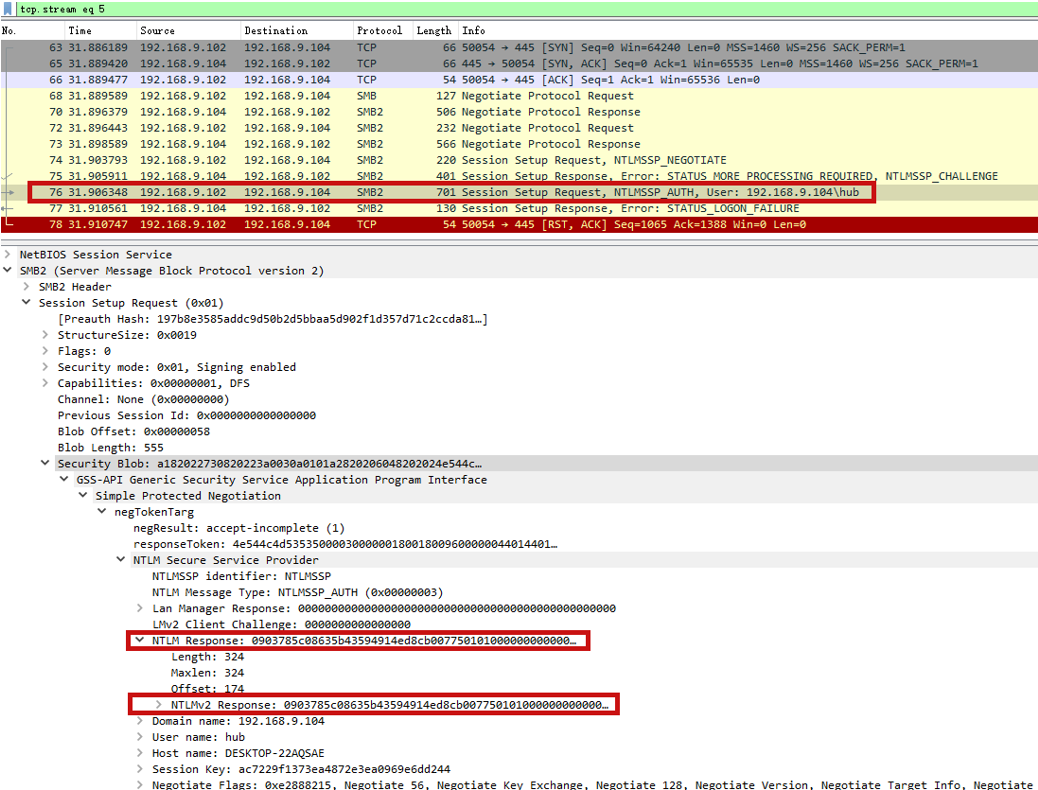 tcp.stream eq 5
No. Time Source Destination Protocol Length Info
63 31.886189 192.168.9.102 192.168.9.104 TCP 66 50054 → 445 [SYN] Seq=0 Win=64240 Len=0 MSS=1460 WS=256 SACK_PERM=1
65 31.889420 192.168.9.102 192.168.9.104 TCP 66 445 → 50054 [SYN, ACK] Seq=0 Ack=1 Win=65535 Len=0 MSS=1460 WS=256 SACK_PERM=1
66 31.889477 192.168.9.102 192.168.9.104 TCP 54 50054 → 445 [ACK] Seq=1 Ack=1 Win=65536 Len=0
68 31.889589 192.168.9.102 192.168.9.104 SMB 127 Negotiate Protocol Request
70 31.896379 192.168.9.102 192.168.9.104 SMB2 506 Negotiate Protocol Response
72 31.896443 192.168.9.102 192.168.9.104 SMB2 232 Negotiate Protocol Request
73 31.898589 192.168.9.102 192.168.9.104 SMB2 566 Negotiate Protocol Response
74 31.903793 192.168.9.102 192.168.9.104 SMB2 220 Session Setup Request, NTLMSSP_NEGOTIATE
75 31.905911 192.168.9.102 192.168.9.104 SMB2 401 Session Setup Response, Error: STATUS_MORE_PROCESSING_REQUIRED, NTLMSSP_CHALLENGE
76 31.906348 192.168.9.102 192.168.9.104 SMB2 701 Session Setup Request, NTLMSSP_AUTH, User: 192.168.9.104\hub
77 31.910561 192.168.9.102 192.168.9.104 SMB2 130 Session Setup Response, Error: STATUS_LOGON_FAILURE
78 31.910747 192.168.9.102 192.168.9.104 TCP 54 50054 → 445 [RST, ACK] Seq=1065 Ack=1388 Win=0 Len=0
NetBIOS Session Service
SMB2 (Server Message Block Protocol version 2)
SMB2 Header
Session Setup Request (0x01)
[Preauth Hash: 197b8e3585addc9d50b2d5bbaa5d902f1d357d71c2ccda81…]
StructureSize: 0x0019
Flags: 0
Security mode: 0x01, Signing enabled
Capabilities: 0x00000001, DFS
Channel: None (0x00000000)
Previous Session Id: 0x0000000000000000
Blob Offset: 0x00000058
Blob Length: 555
Security Blob: a182022730820223a0030a0101a2820206048202024e544c…
GSS-API Generic Security Service Application Program Interface
Simple Protected Negotiation
negTokenTarg
negResult: accept-incomplete (1)
responseToken: 4e544c4d5353500003000000180018009600000044014401…
NTLM Secure Service Provider
NTLMSSP identifier: NTLMSSP
NTLM Message Type: NTLMSSP_AUTH (0x00000003)
Lan Manager Response: 000000000000000000000000000000000000000000000000
LMv2 Client Challenge: 0000000000000000
NTLM Response: 0903785c08635b43594914ed8cb007750101000000000000…
Length: 324
Maxlen: 324
Offset: 174
NTLMv2 Response: 0903785c08635b43594914ed8cb007750101000000000000…
Domain name: 192.168.9.104
User name: hub
Host name: DESKTOP-22AQSAE
Session Key: ac7229f1373ea4872e3ea0969e6dd244
Negotiate Flags: 0xe2888215, Negotiate 56, Negotiate Key Exchange, Negotiate 128, Negotiate Version, Negotiate Target Info, Negotiate